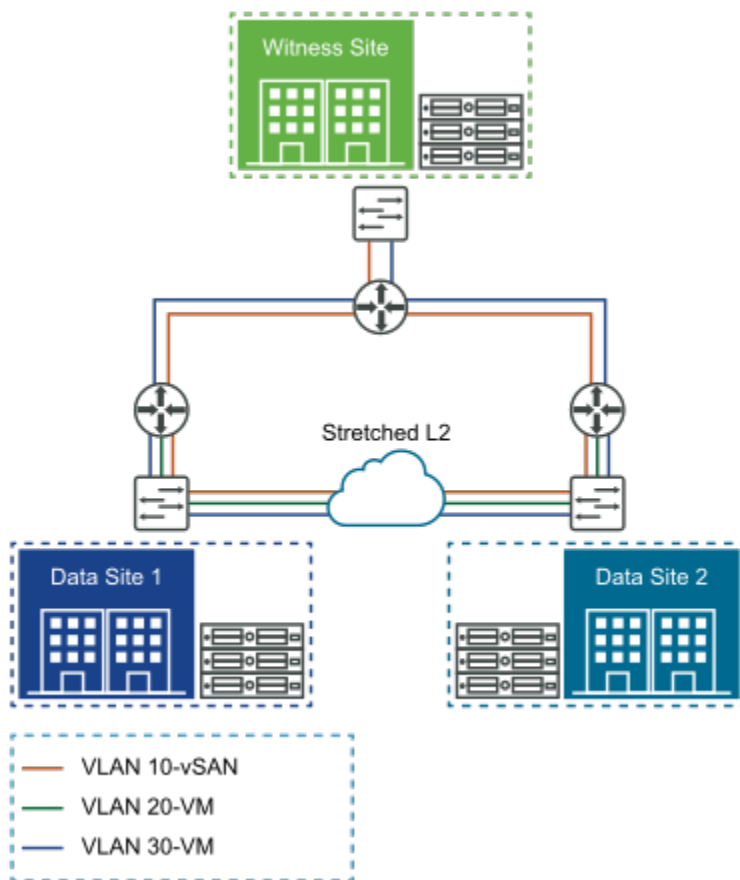 Witness Site
Stretched L2
Data Site 1
Data Site 2
VLAN 10-vSAN
VLAN 20-VM
VLAN 30-VM